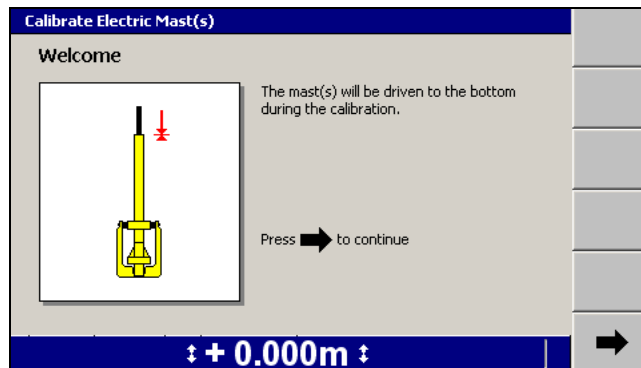 Calibrate Electric Mast(s)
Welcome
The mast(s) will be driven to the bottom
during the calibration.
Press to continue
+ 0.000m